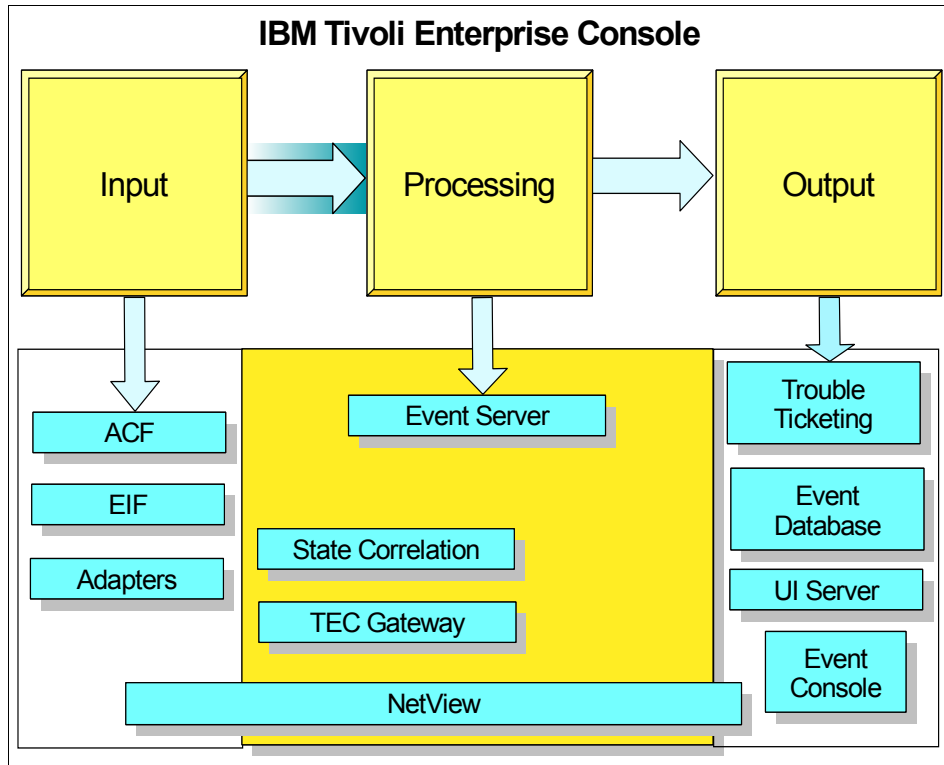 IBM Tivoli Enterprise Console
Input
Processing
Output
ACF
EIF
Adapters
Event Server
State Correlation
TEC Gateway
NetView
Trouble
Ticketing
Event
Database
UI Server
Event
Console